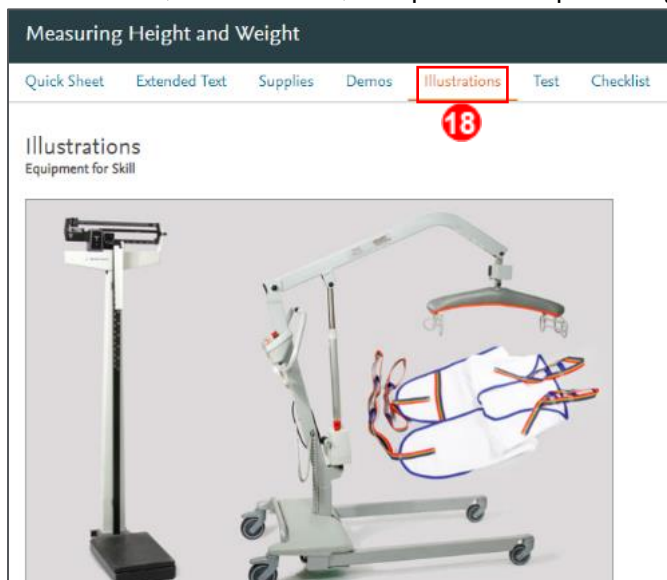 Measuring Height and Weight
Quick Sheet Extended Text Supplies Demos Illustrations Test Checklist
18
Illustrations
Equipment for Skill